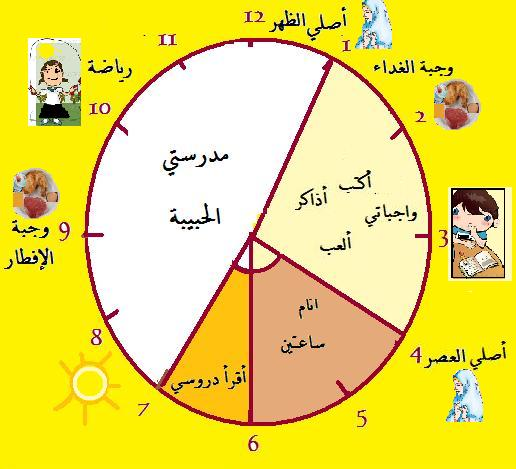 12
أصلي الظهر
1
وجبة الغداء
2
3
أصلي العصر
4
5
6
7
8
وجبة
الإفطار
9
10
رياضة
11
مدرستي
الحبيبة
أكتب أذاكر
واجباتي
ألعب
انام
ساعتين
أقرأ دروسي